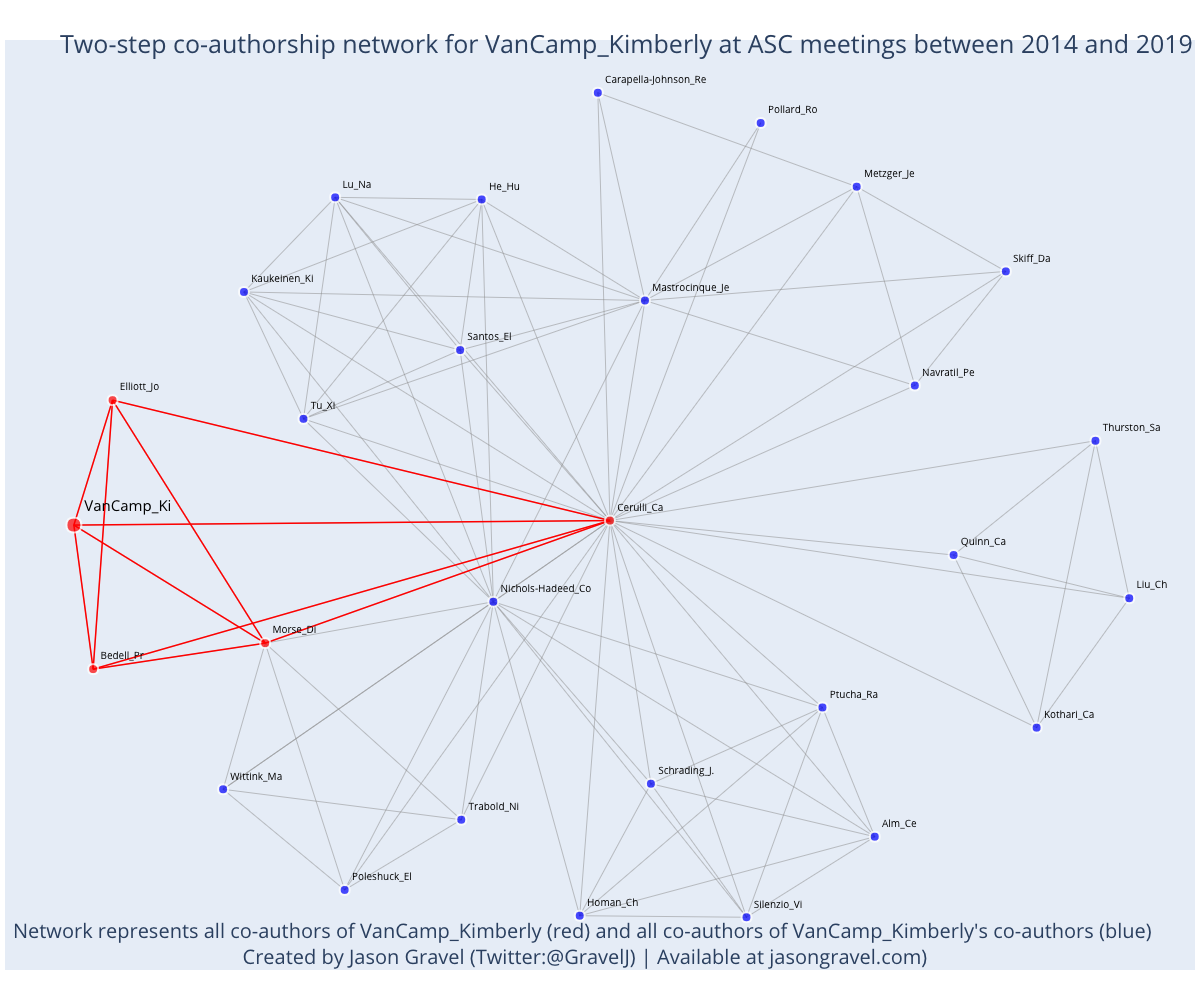 Two-step co-authorship network for VanCamp_Kimberly at ASC meetings between 2014 and 2019
Carapella-Johnson_Re
Pollard_Ro
Metzger_Je
Lu_Na
He_Hu
Skiff_Da
Kaukeinen_Ki
Mastrocinque_Je
Santos_El
Navratil_Pe
Elliott_Jo
Tu_Xi
Thurston_Sa
VanCamp_Ki
Cerulli_Ca
Quinn_Ca
Liu_Ch
Nichols-Hadeed_Co
Morse_Di
Bedell_Pr
Ptucha_Ra
Kothari_Ca
Schrading_J.
Wittink_Ma
Trabold_Ni
Alm_Ce
Poleshuck_El
Homan_Ch
Silenzio_Vi
Network represents all co-authors of VanCamp_Kimberly (red) and all co-authors of VanCamp_Kimberly's co-authors (blue)
Created by Jason Gravel (Twitter:@GravelJ) | Available at jasongravel.com)